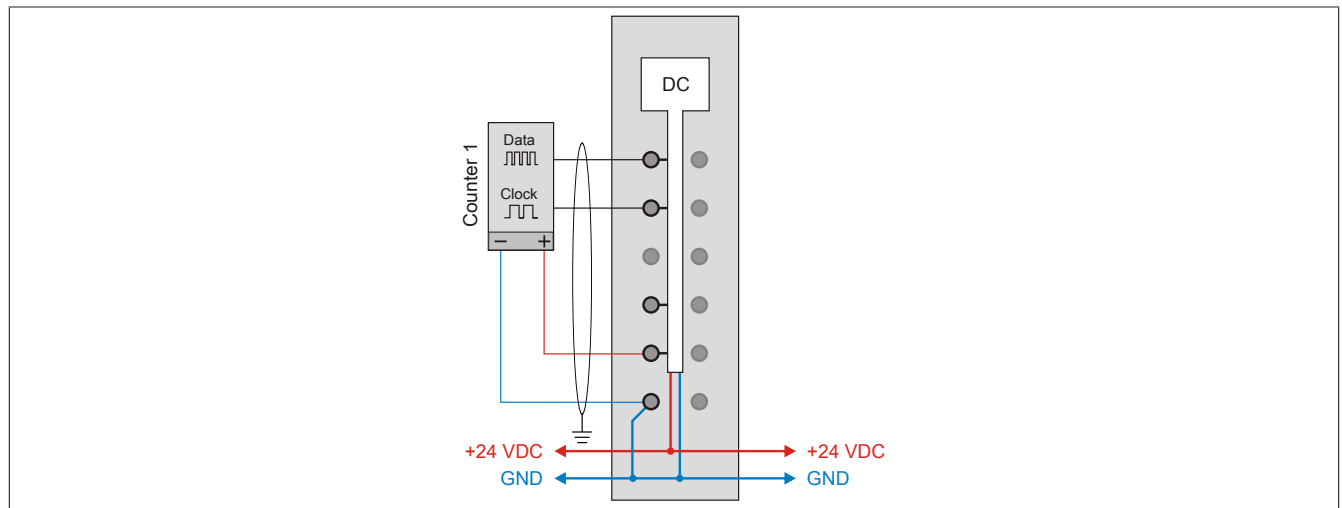 DC
Counter 1
Data
Clock
− +
+24 VDC +24 VDC
GND GND